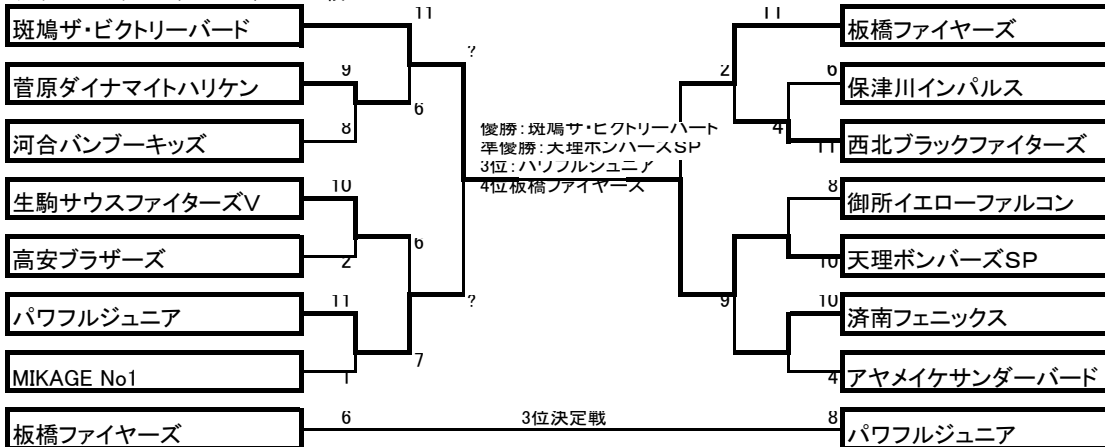 11
11
斑鳩ザ・ビクトリーバード
?
板橋ファイヤーズ
菅原ダイナマイトハリケン
9
2
6
保津川インパルス
6
河合バンブーキッズ
8
優勝:斑鳩ザ・ビクトリーバード
準優勝:天理ボンバーズSP
3位:パワフルジュニア
4位板橋ファイヤーズ
4
11
西北ブラックファイターズ
生駒サウスファイターズV
10
8
御所イエローファルコン
高安ブラザーズ
2
6
10
天理ボンバーズSP
パワフルジュニア
11
?
9
10
済南フェニックス
MIKAGE No1
1
7
4
アヤメイケサンダーバード
板橋ファイヤーズ
6
3位決定戦
8
パワフルジュニア